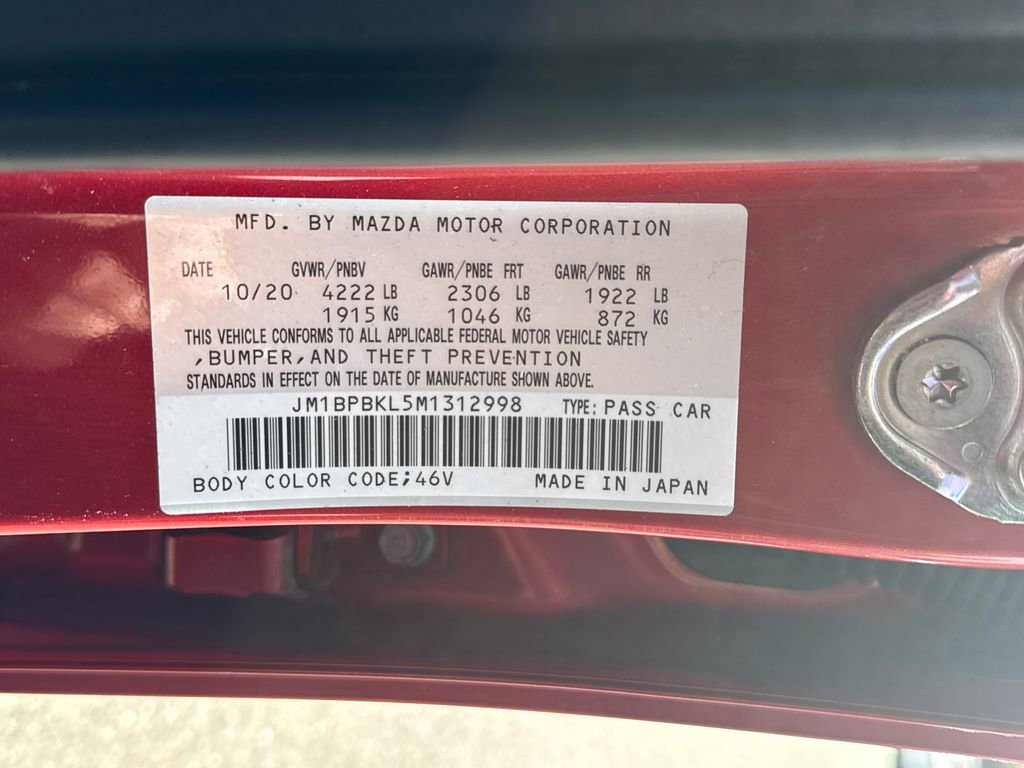 MFD. BY MAZDA MOTOR CORPORATION
DATE GVWR/PNBV GAWR/PNBE FRT GAWR/PNBE RR
10/20 4222 LB 2306 LB 1922 LB
1915 KG 1046 KG 872 KG
THIS VEHICLE CONFORMS TO ALL APPLICABLE FEDERAL MOTOR VEHICLE SAFETY
,BUMPER,AND THEFT PREVENTION
STANDARDS IN EFFECT ON THE DATE OF MANUFACTURE SHOWN ABOVE.
JM1BPBKL5M1312998 TYPE: PASS CAR
BODY COLOR CODE;46V MADE IN JAPAN